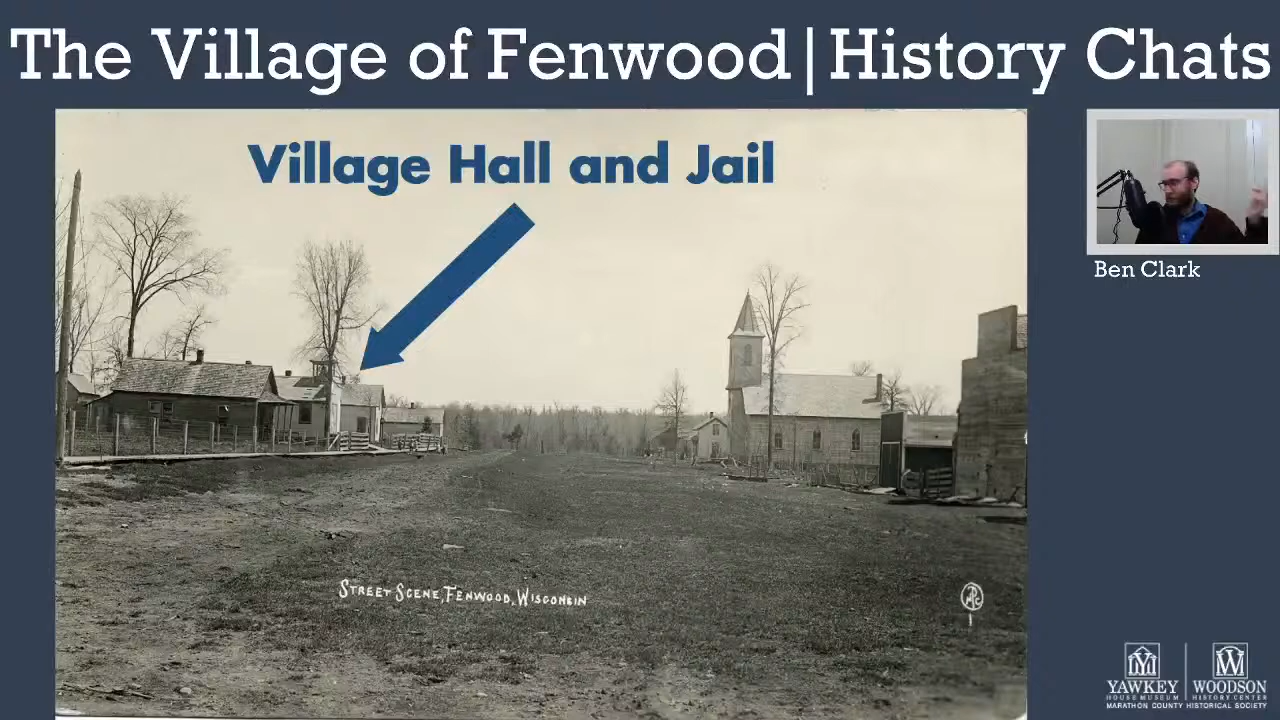 The Village of Fenwood|History Chats
Village Hall and Jail
Ben Clark
STREET SCENE, FENWOOD, WISCONSIN
YAWKEY
HOUSE MUSEUM
WOODSON
HISTORY CENTER
MARATHON COUNTY HISTORICAL SOCIETY